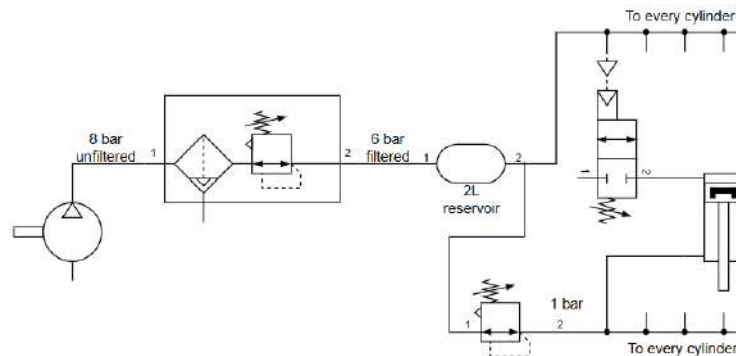 To every cylinder
8 bar
unfiltered
1
2
6 bar
filtered
1
2
2L
reservoir
1
2
1 bar
1
2
To every cylinder